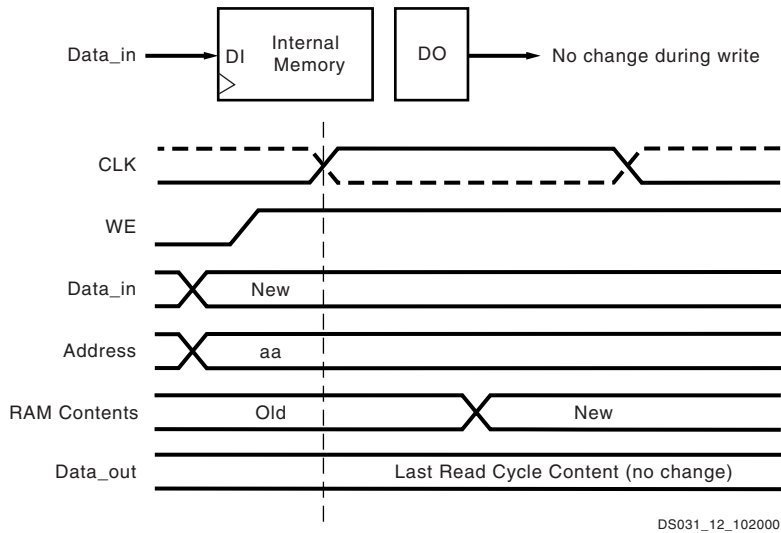 Data_in
DI
Internal
Memory
DO
No change during write
CLK
WE
Data_in
New
Address
aa
RAM Contents
Old
New
Data_out
Last Read Cycle Content (no change)
DS031_12_102000